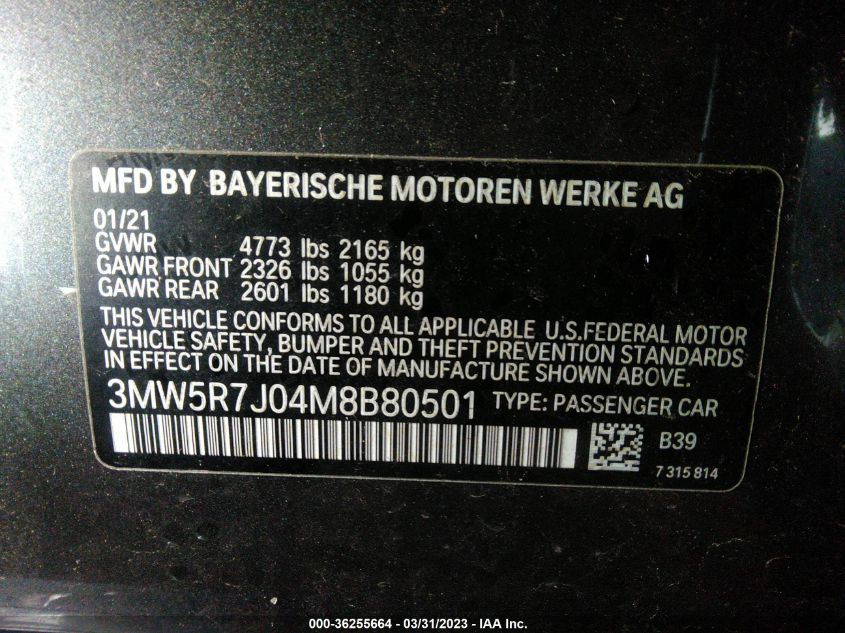 MFD BY BAYERISCHE MOTOREN WERKE AG
01/21
GVWR 4773 lbs 2165 kg
GAWR FRONT 2326 lbs 1055 kg
GAWR REAR 2601 lbs 1180 kg
THIS VEHICLE CONFORMS TO ALL APPLICABLE U.S.FEDERAL MOTOR
VEHICLE SAFETY, BUMPER AND THEFT PREVENTION STANDARDS
IN EFFECT ON THE DATE OF MANUFACTURE SHOWN ABOVE.
3MW5R7J04M8B80501 TYPE: PASSENGER CAR
B39
7315814
000-36255664 - 03/31/2023 - IAA Inc.